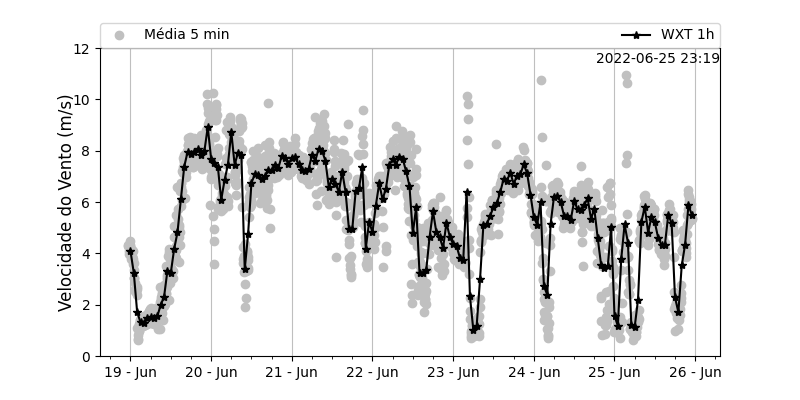 Média 5 min WXT 1h
2022-06-25 23:19
Velocidade do Vento (m/s)
12
10
8
6
4
2
0
19 - Jun 20 - Jun 21 - Jun 22 - Jun 23 - Jun 24 - Jun 25 - Jun 26 - Jun